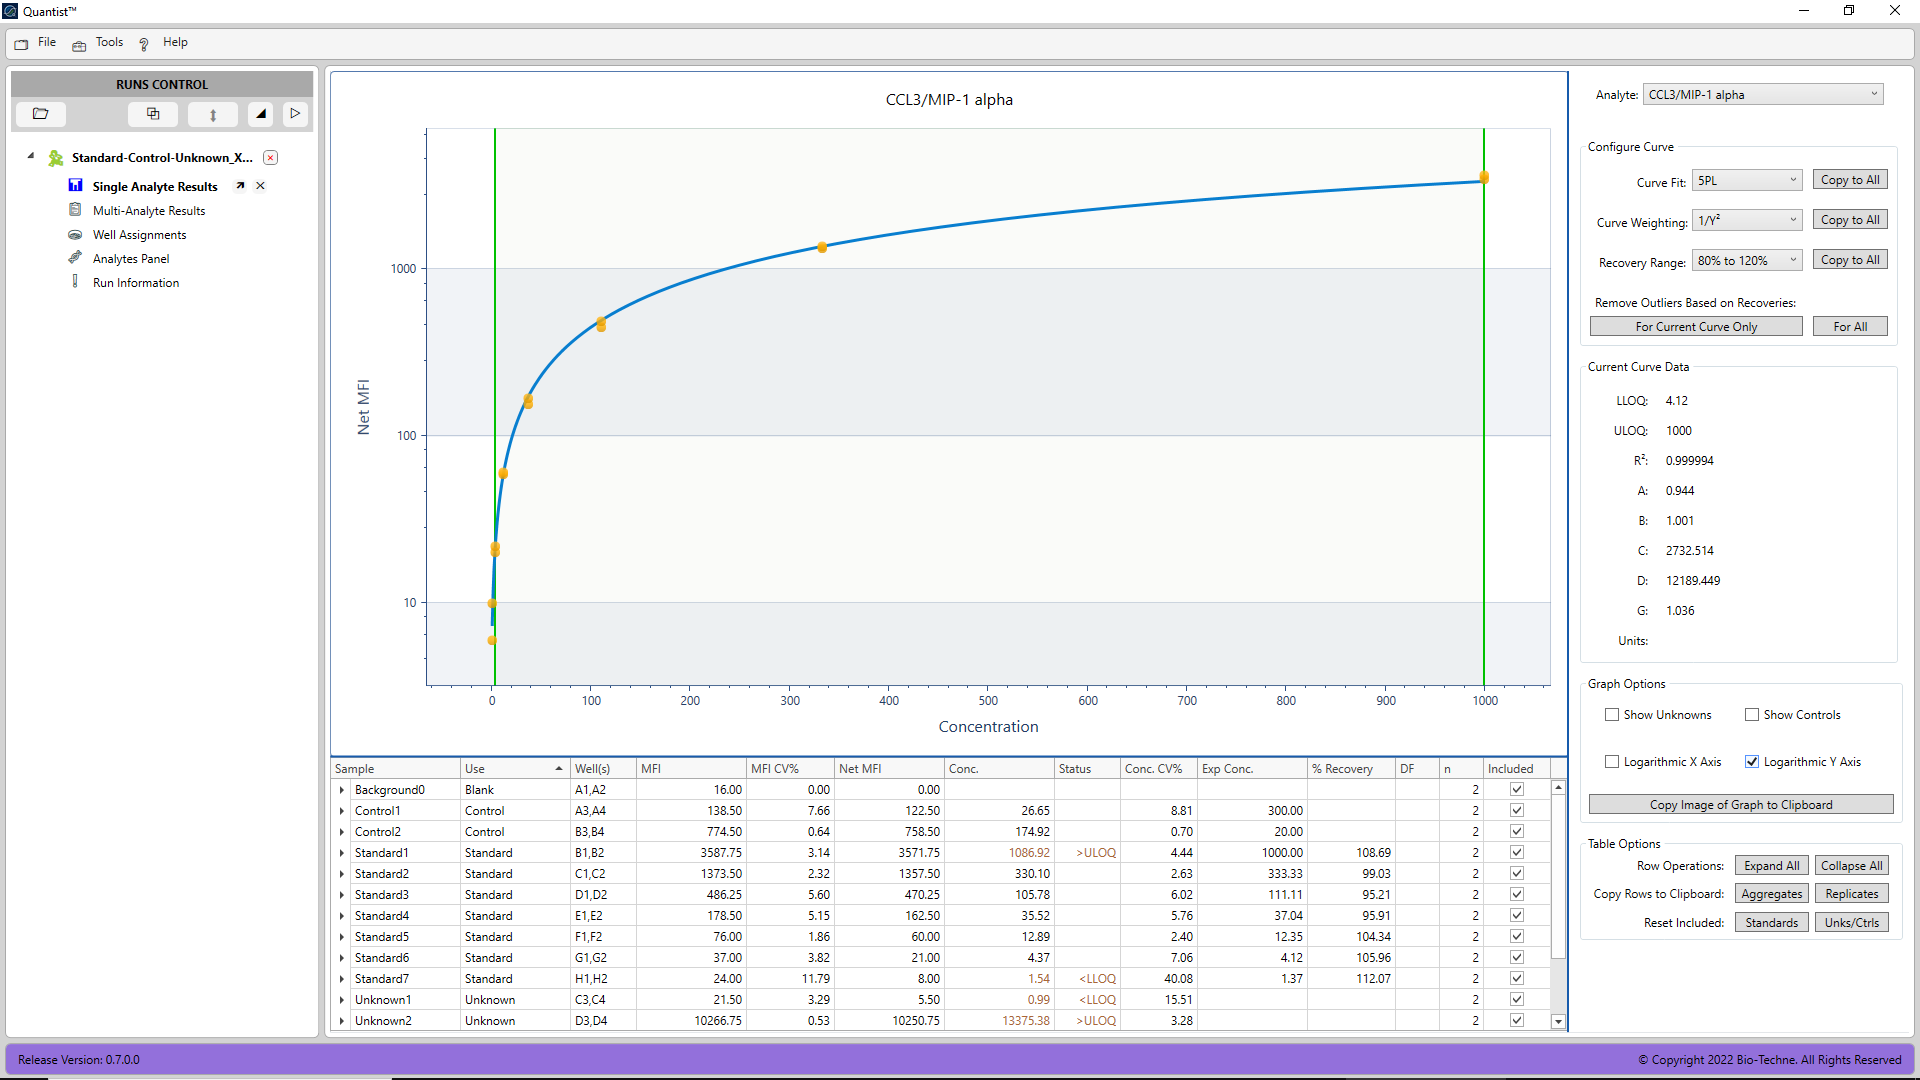 Quantist™
File Tools Help
RUNS CONTROL
Standard-Control-Unknown_X...
Single Analyte Results
Multi-Analyte Results
Well Assignments
Analytes Panel
Run Information
CCL3/MIP-1 alpha
Net MFI
1000
100
10
0 100 200 300 400 500 600 700 800 900 1000
Concentration
Sample Use Well(s) MFI MFI CV% Net MFI Conc. Status Conc. CV% Exp Conc. % Recovery DF n Included
Background0 Blank A1,A2 16.00 0.00 0.00 2
Control1 Control A3,A4 138.50 7.66 122.50 26.65 8.81 300.00 2
Control2 Control B3,B4 774.50 0.64 758.50 174.92 0.70 20.00 2
Standard1 Standard B1,B2 3587.75 3.14 3571.75 1086.92 >ULOQ 4.44 1000.00 108.69 2
Standard2 Standard C1,C2 1373.50 2.32 1357.50 330.10 2.63 333.33 99.03 2
Standard3 Standard D1,D2 486.25 5.60 470.25 105.78 6.02 111.11 95.21 2
Standard4 Standard E1,E2 178.50 5.15 162.50 35.52 5.76 37.04 95.91 2
Standard5 Standard F1,F2 76.00 1.86 60.00 12.89 2.40 12.35 104.34 2
Standard6 Standard G1,G2 37.00 3.82 21.00 4.37 7.06 4.12 105.96 2
Standard7 Standard H1,H2 24.00 11.79 8.00 1.54 <LLOQ 40.08 1.37 112.07 2
Unknown1 Unknown C3,C4 21.50 3.29 5.50 0.99 <LLOQ 15.51 2
Unknown2 Unknown D3,D4 10266.75 0.53 10250.75 13375.38 >ULOQ 3.28 2
Analyte: CCL3/MIP-1 alpha
Configure Curve
Curve Fit: 5PL Copy to All
Curve Weighting: 1/Y² Copy to All
Recovery Range: 80% to 120% Copy to All
Remove Outliers Based on Recoveries:
For Current Curve Only For All
Current Curve Data
LLOQ: 4.12
ULOQ: 1000
R²: 0.999994
A: 0.944
B: 1.001
C: 2732.514
D: 12189.449
G: 1.036
Units:
Graph Options
Show Unknowns Show Controls
Logarithmic X Axis Logarithmic Y Axis
Copy Image of Graph to Clipboard
Table Options
Row Operations: Expand All Collapse All
Copy Rows to Clipboard: Aggregates Replicates
Reset Included: Standards Unks/Ctrls
Release Version: 0.7.0.0
© Copyright 2022 Bio-Techne. All Rights Reserved